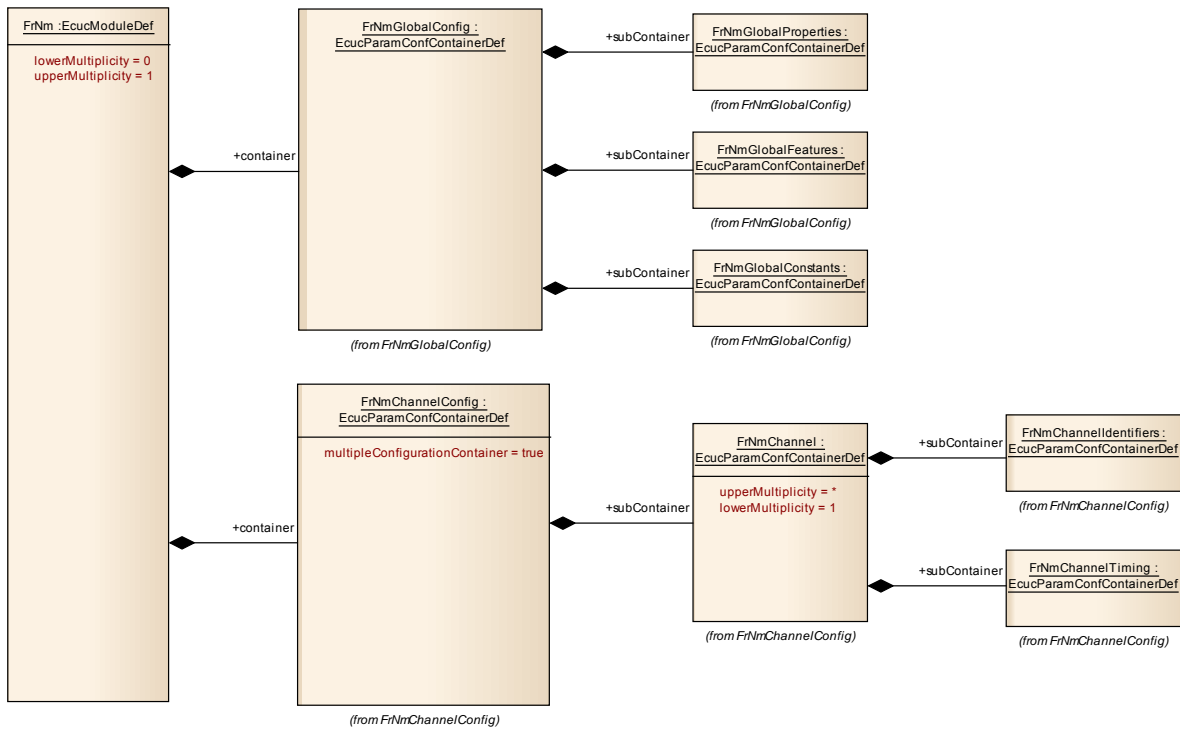 FrNm :EcucModuleDef
lowerMultiplicity = 0
upperMultiplicity = 1
+container
FrNmGlobalConfig :
EcucParamConfContainerDef
(from FrNmGlobalConfig)
+subContainer
FrNmGlobalProperties :
EcucParamConfContainerDef
(from FrNmGlobalConfig)
+subContainer
FrNmGlobalFeatures :
EcucParamConfContainerDef
(from FrNmGlobalConfig)
+subContainer
FrNmGlobalConstants :
EcucParamConfContainerDef
(from FrNmGlobalConfig)
+container
FrNmChannelConfig :
EcucParamConfContainerDef
multipleConfigurationContainer = true
(from FrNmChannelConfig)
+subContainer
FrNmChannel :
EcucParamConfContainerDef
upperMultiplicity = *
lowerMultiplicity = 1
(from FrNmChannelConfig)
+subContainer
FrNmChannelIdentifiers :
EcucParamConfContainerDef
(from FrNmChannelConfig)
+subContainer
FrNmChannelTiming :
EcucParamConfContainerDef
(from FrNmChannelConfig)